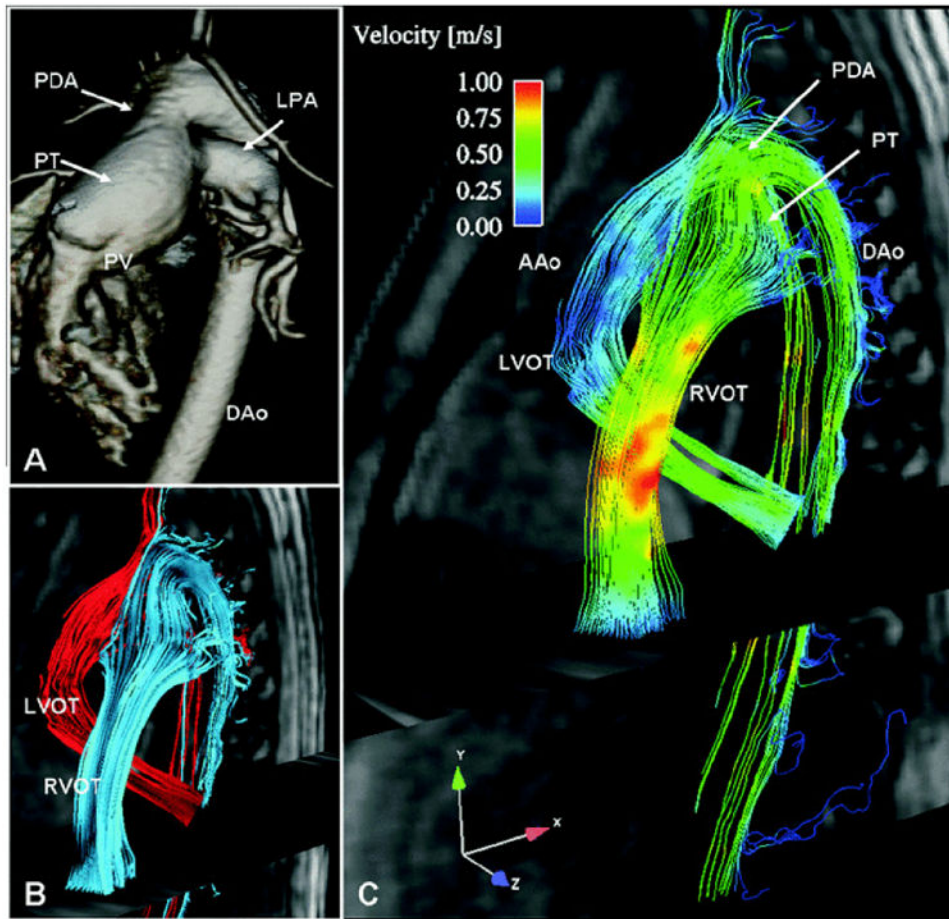 PDA
LPA
PT
PV
DAo
A
LVOT
RVOT
B
Velocity [m/s]
1.00
0.75
0.50
0.25
0.00
PDA
PT
AAo
DAo
LVOT
RVOT
Y
X
Z
C